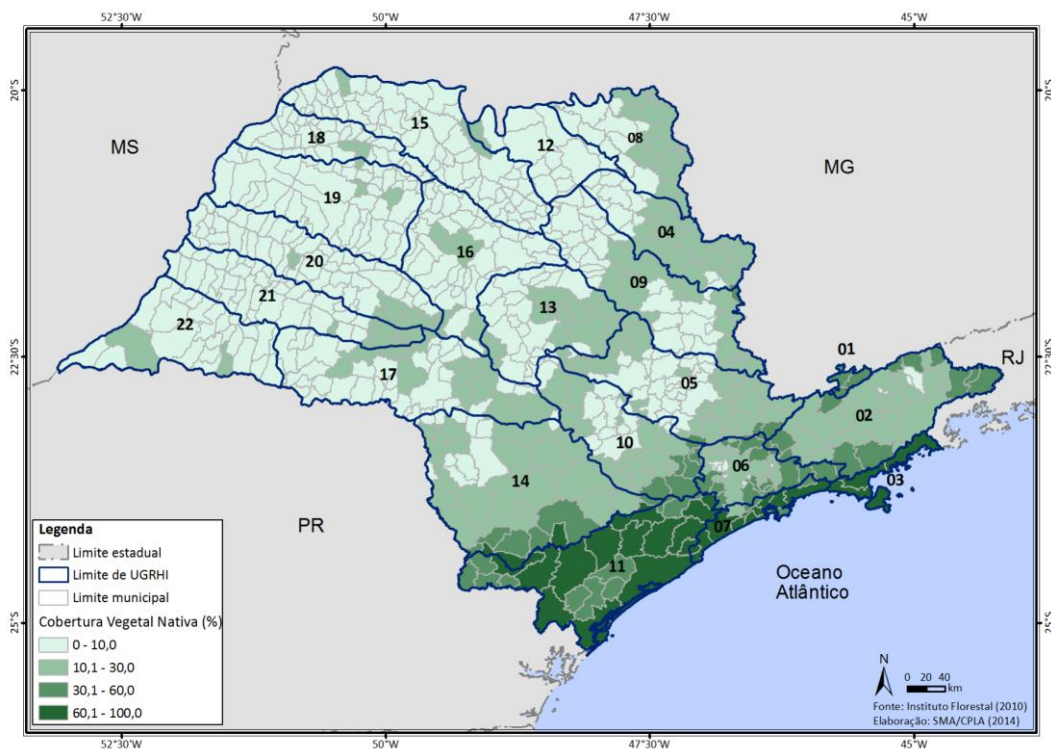 52°30'W 50°0'W 47°30'W 45°0'W
20°S
20°S
MS
15
18
12
08
MG
19
04
16
20
09
21
13
22
22°30'S
22°30'S
01
RJ
17
05
02
10
06
14
03
07
PR
11
Oceano
Atlântico
25°S
25°S
Legenda
Limite estadual
Limite de UGRHI
Limite municipal
Cobertura Vegetal Nativa (%)
0 - 10,0
10,1 - 30,0
30,1 - 60,0
60,1 - 100,0
N
0 20 40
km
Fonte: Instituto Florestal (2010)
Elaboração: SMA/CPLA (2014)
52°30'W 50°0'W 47°30'W 45°0'W